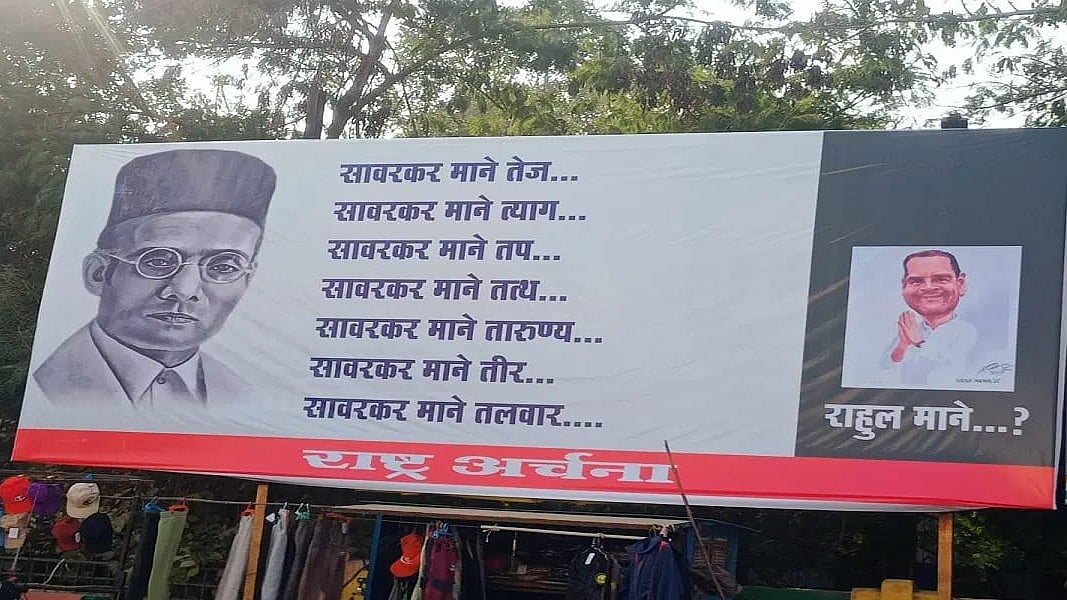 सावरकर माने तेज...
सावरकर माने त्याग...
सावरकर माने तप...
सावरकर माने तत्थ...
सावरकर माने तारुण्य...
सावरकर माने तीर...
सावरकर माने तलवार....
राहुल माने...?
राष्ट्र अर्चना